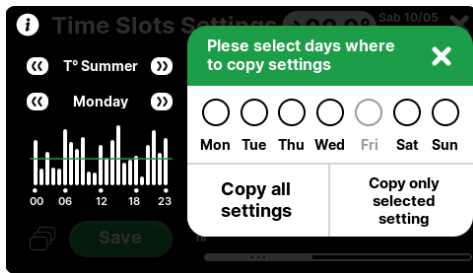 Time Slots Settings
Sab 10/05
Plese select days where
to copy settings
T° Summer
Monday
Mon Tue Thu Wed Fri Sat Sun
00 06 12 18 23
Copy all
settings
Copy only
selected
setting
Save